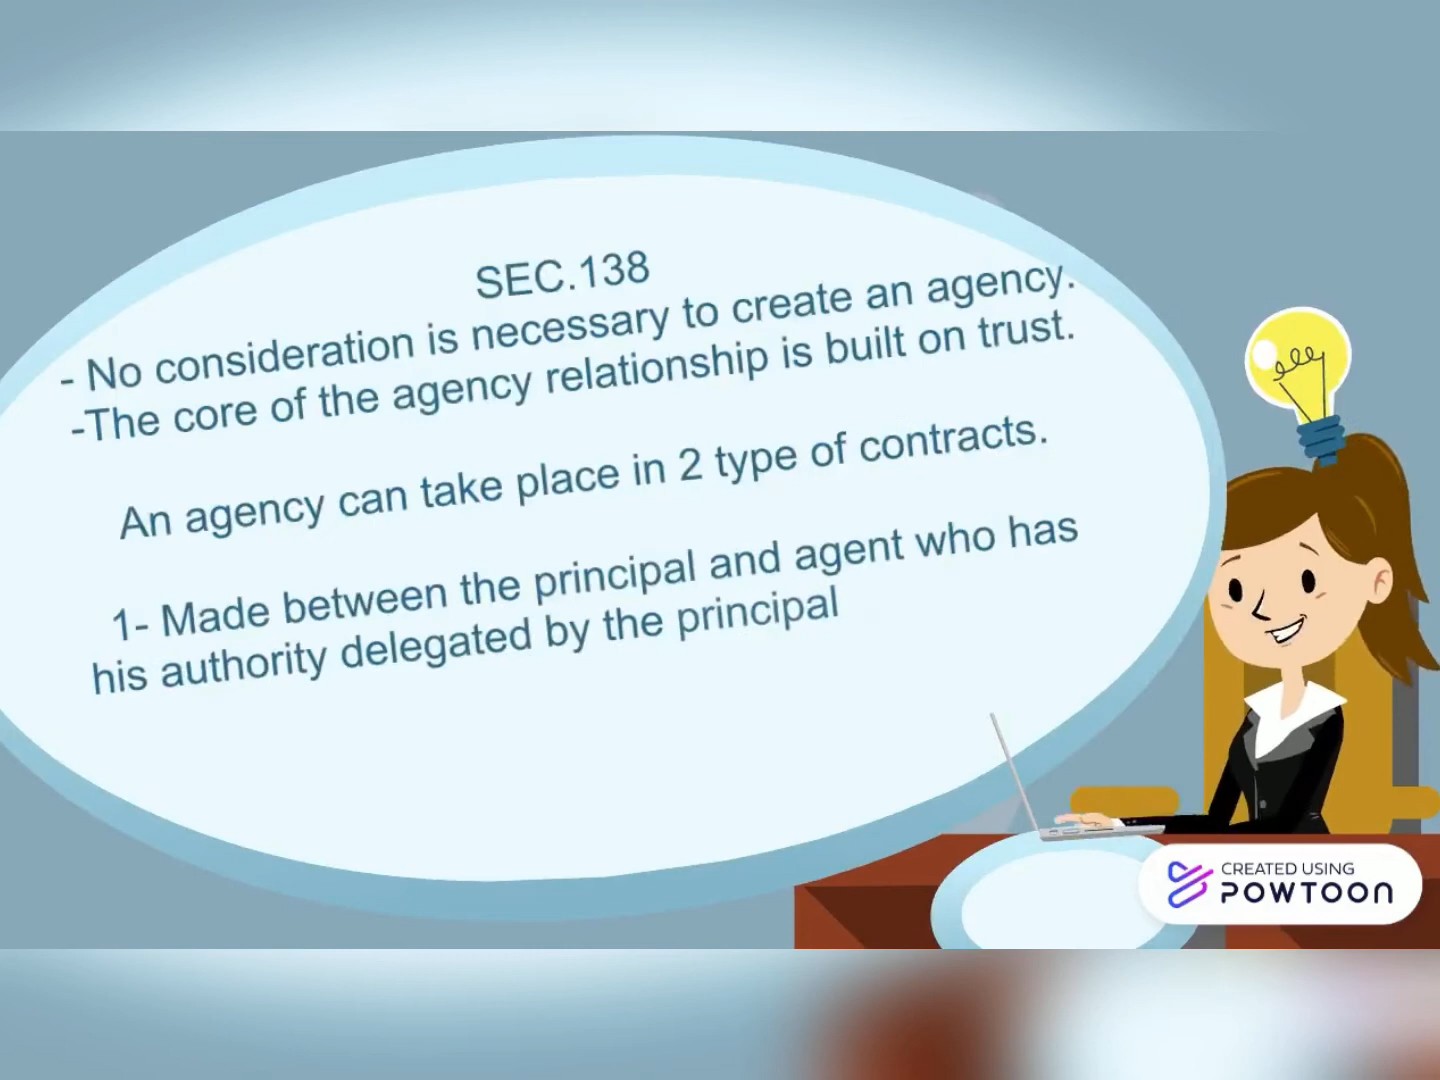 SEC.138
- No consideration is necessary to create an agency.
-The core of the agency relationship is built on trust.
An agency can take place in 2 type of contracts.
1- Made between the principal and agent who has
his authority delegated by the principal
CREATED USING
POWTOON